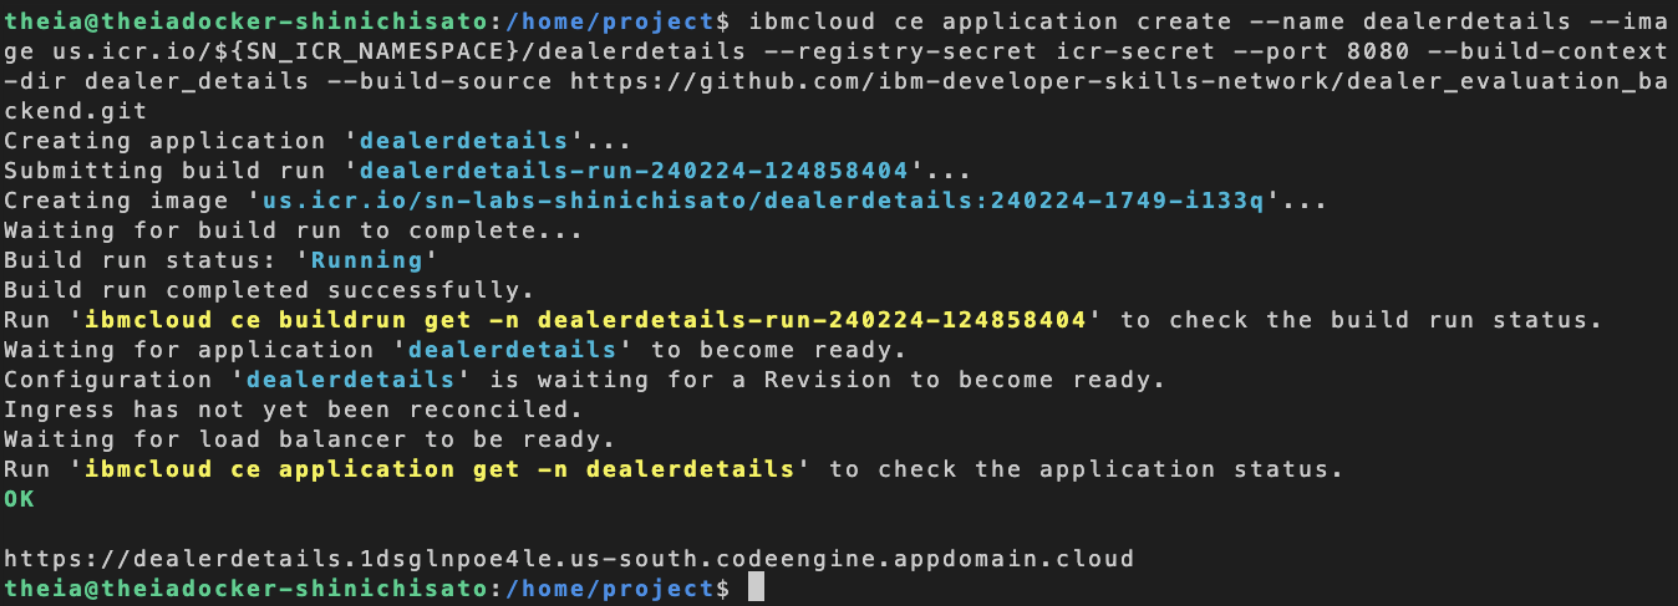 theia@theiadocker-shinichisato:/home/project$ ibmcloud ce application create --name dealerdetails --ima
ge us.icr.io/${SN_ICR_NAMESPACE}/dealerdetails --registry-secret icr-secret --port 8080 --build-context
-dir dealer_details --build-source https://github.com/ibm-developer-skills-network/dealer_evaluation_ba
ckend.git
Creating application 'dealerdetails'...
Submitting build run 'dealerdetails-run-240224-124858404'...
Creating image 'us.icr.io/sn-labs-shinichisato/dealerdetails:240224-1749-i133q'...
Waiting for build run to complete...
Build run status: 'Running'
Build run completed successfully.
Run 'ibmcloud ce buildrun get -n dealerdetails-run-240224-124858404' to check the build run status.
Waiting for application 'dealerdetails' to become ready.
Configuration 'dealerdetails' is waiting for a Revision to become ready.
Ingress has not yet been reconciled.
Waiting for load balancer to be ready.
Run 'ibmcloud ce application get -n dealerdetails' to check the application status.
OK
https://dealerdetails.1dsglnpoe4le.us-south.codeengine.appdomain.cloud
theia@theiadocker-shinichisato:/home/project$